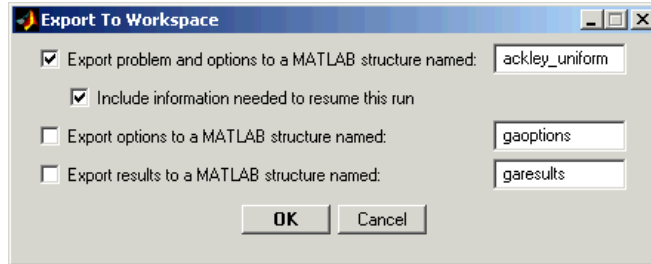 Export To Workspace
Export problem and options to a MATLAB structure named: ackley_uniform
Include information needed to resume this run
Export options to a MATLAB structure named: gaoptions
Export results to a MATLAB structure named: garesults
OK Cancel